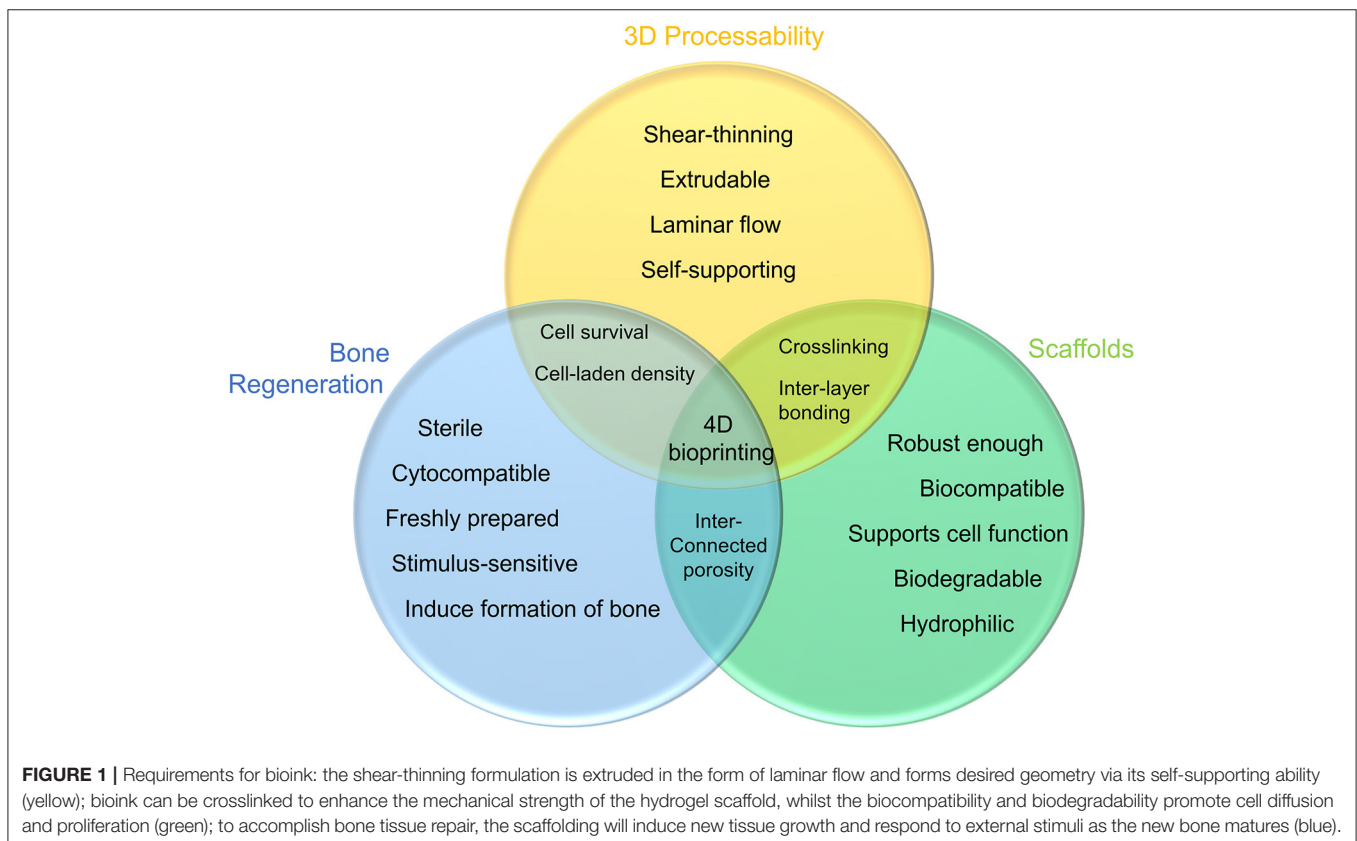 3D Processability
Shear-thinning
Extrudable
Laminar flow
Self-supporting
Cell survival
Cell-laden density
Crosslinking
Inter-layer
bonding
Bone
Regeneration
Scaffolds
4D
bioprinting
Sterile
Cytocompatible
Freshly prepared
Stimulus-sensitive
Induce formation of bone
Inter-
Connected
porosity
Robust enough
Biocompatible
Supports cell function
Biodegradable
Hydrophilic
FIGURE 1 | Requirements for bioink: the shear-thinning formulation is extruded in the form of laminar flow and forms desired geometry via its self-supporting ability
(yellow); bioink can be crosslinked to enhance the mechanical strength of the hydrogel scaffold, whilst the biocompatibility and biodegradability promote cell diffusion
and proliferation (green); to accomplish bone tissue repair, the scaffolding will induce new tissue growth and respond to external stimuli as the new bone matures (blue).